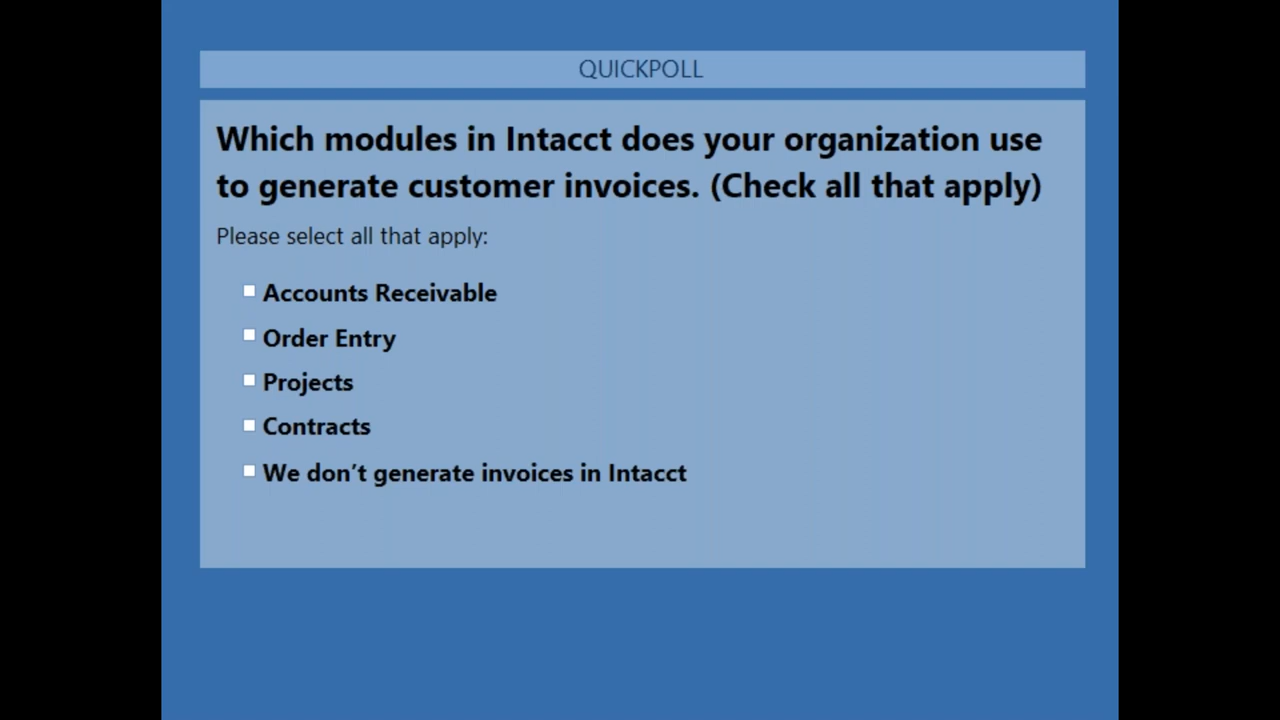 QUICKPOLL
Which modules in Intacct does your organization use
to generate customer invoices. (Check all that apply)
Please select all that apply:
Accounts Receivable
Order Entry
Projects
Contracts
We don’t generate invoices in Intacct